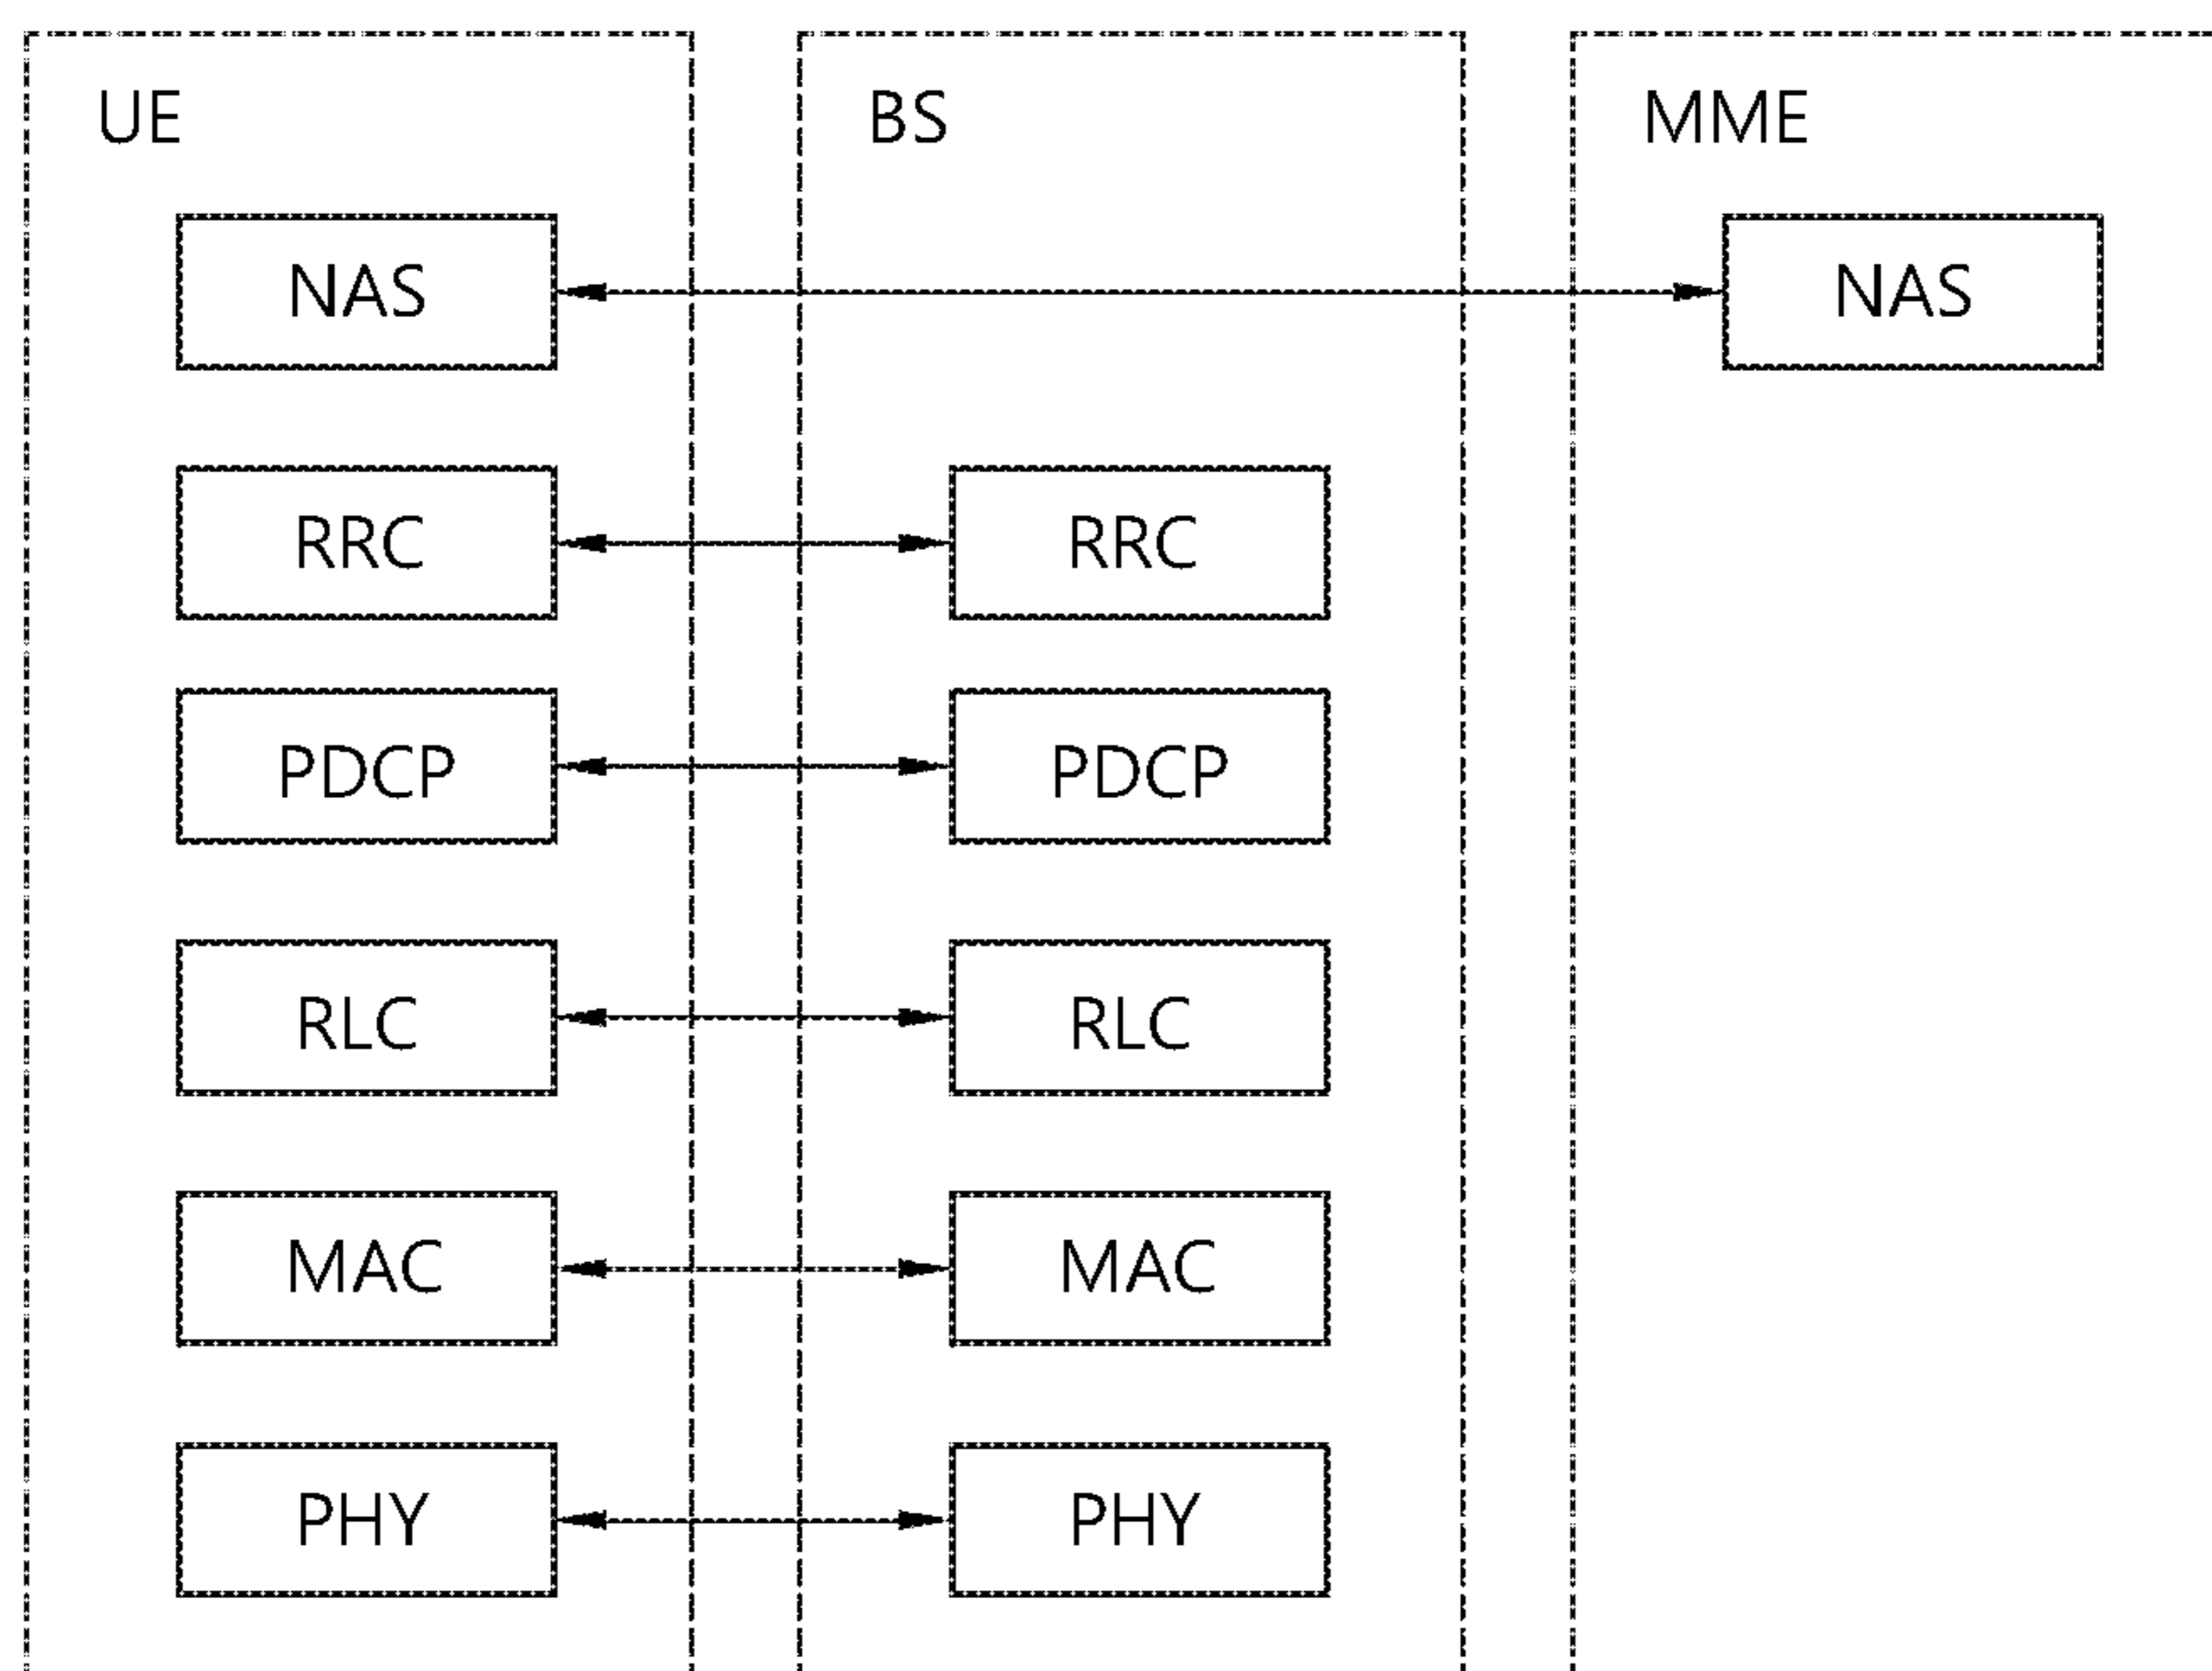 UE BS MME
NAS NAS
RRC RRC
PDCP PDCP
RLC RLC
MAC MAC
PHY PHY